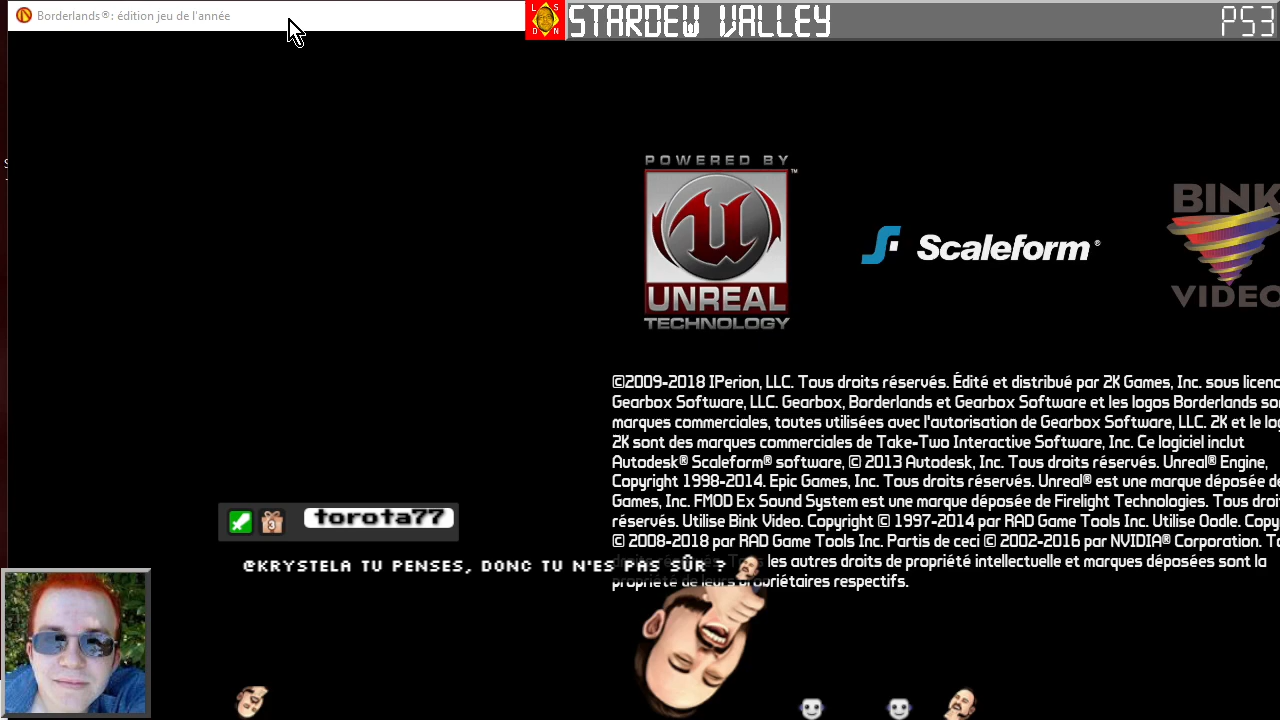 Borderlands®: édition jeu de l'année
L S
D N
STARDEW VALLEY
PS3
POWERED BY
UNREAL
TECHNOLOGY
™
Scaleform®
BINK
VIDEO
©2009-2018 IPerion, LLC. Tous droits réservés. Édité et distribué par 2K Games, Inc. sous licenc
Gearbox Software, LLC. Gearbox, Borderlands et Gearbox Software et les logos Borderlands so
marques commerciales, toutes utilisées avec l'autorisation de Gearbox Software, LLC. 2K et le log
2K sont des marques commerciales de Take-Two Interactive Software, Inc. Ce logiciel inclut
Autodesk® Scaleform® software, © 2013 Autodesk, Inc. Tous droits réservés. Unreal® Engine,
Copyright 1998-2014. Epic Games, Inc. Tous droits réservés. Unreal® est une marque déposée de
Games, Inc. FMOD Ex Sound System est une marque déposée de Firelight Technologies. Tous droi
réservés. Utilise Bink Video. Copyright © 1997-2014 par RAD Game Tools Inc. Utilise Oodle. Copy
© 2008-2018 par RAD Game Tools Inc. Partis de ceci © 2002-2016 par NVIDIA® Corporation. To
les autres droits de propriété intellectuelle et marques déposées sont la
propriété de leurs propriétaires respectifs.
3
torota77
@KRYSTELA TU PENSES, DONC TU N'ES PAS SÛR ?